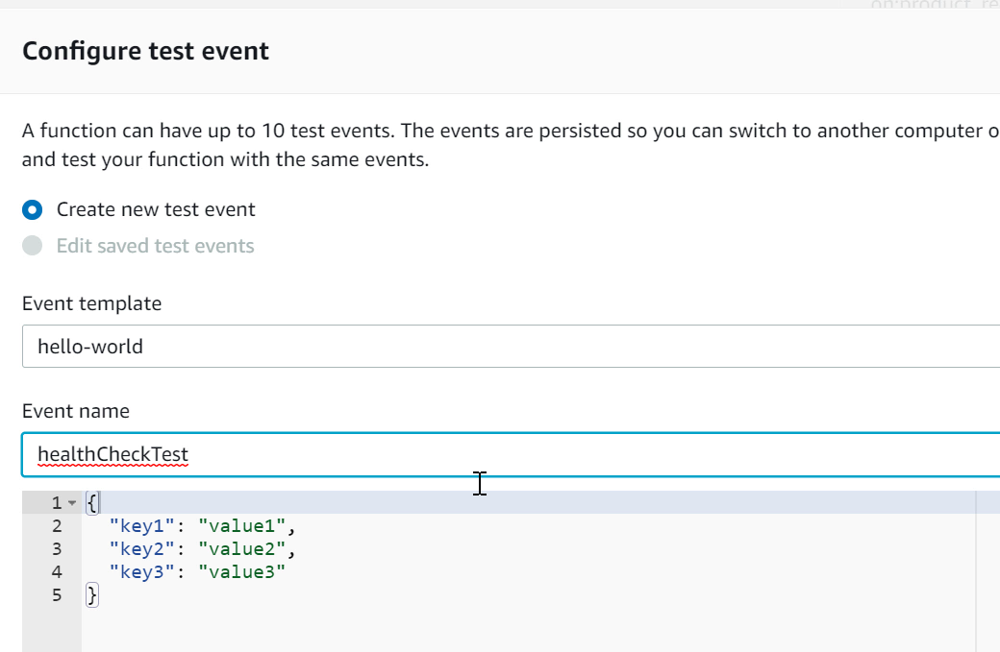 Configure test event
A function can have up to 10 test events. The events are persisted so you can switch to another computer
and test your function with the same events.
Create new test event
Edit saved test events
Event template
hello-world
Event name
healthCheckTest
1 {
2 "key1": "value1",
3 "key2": "value2",
4 "key3": "value3"
5 }